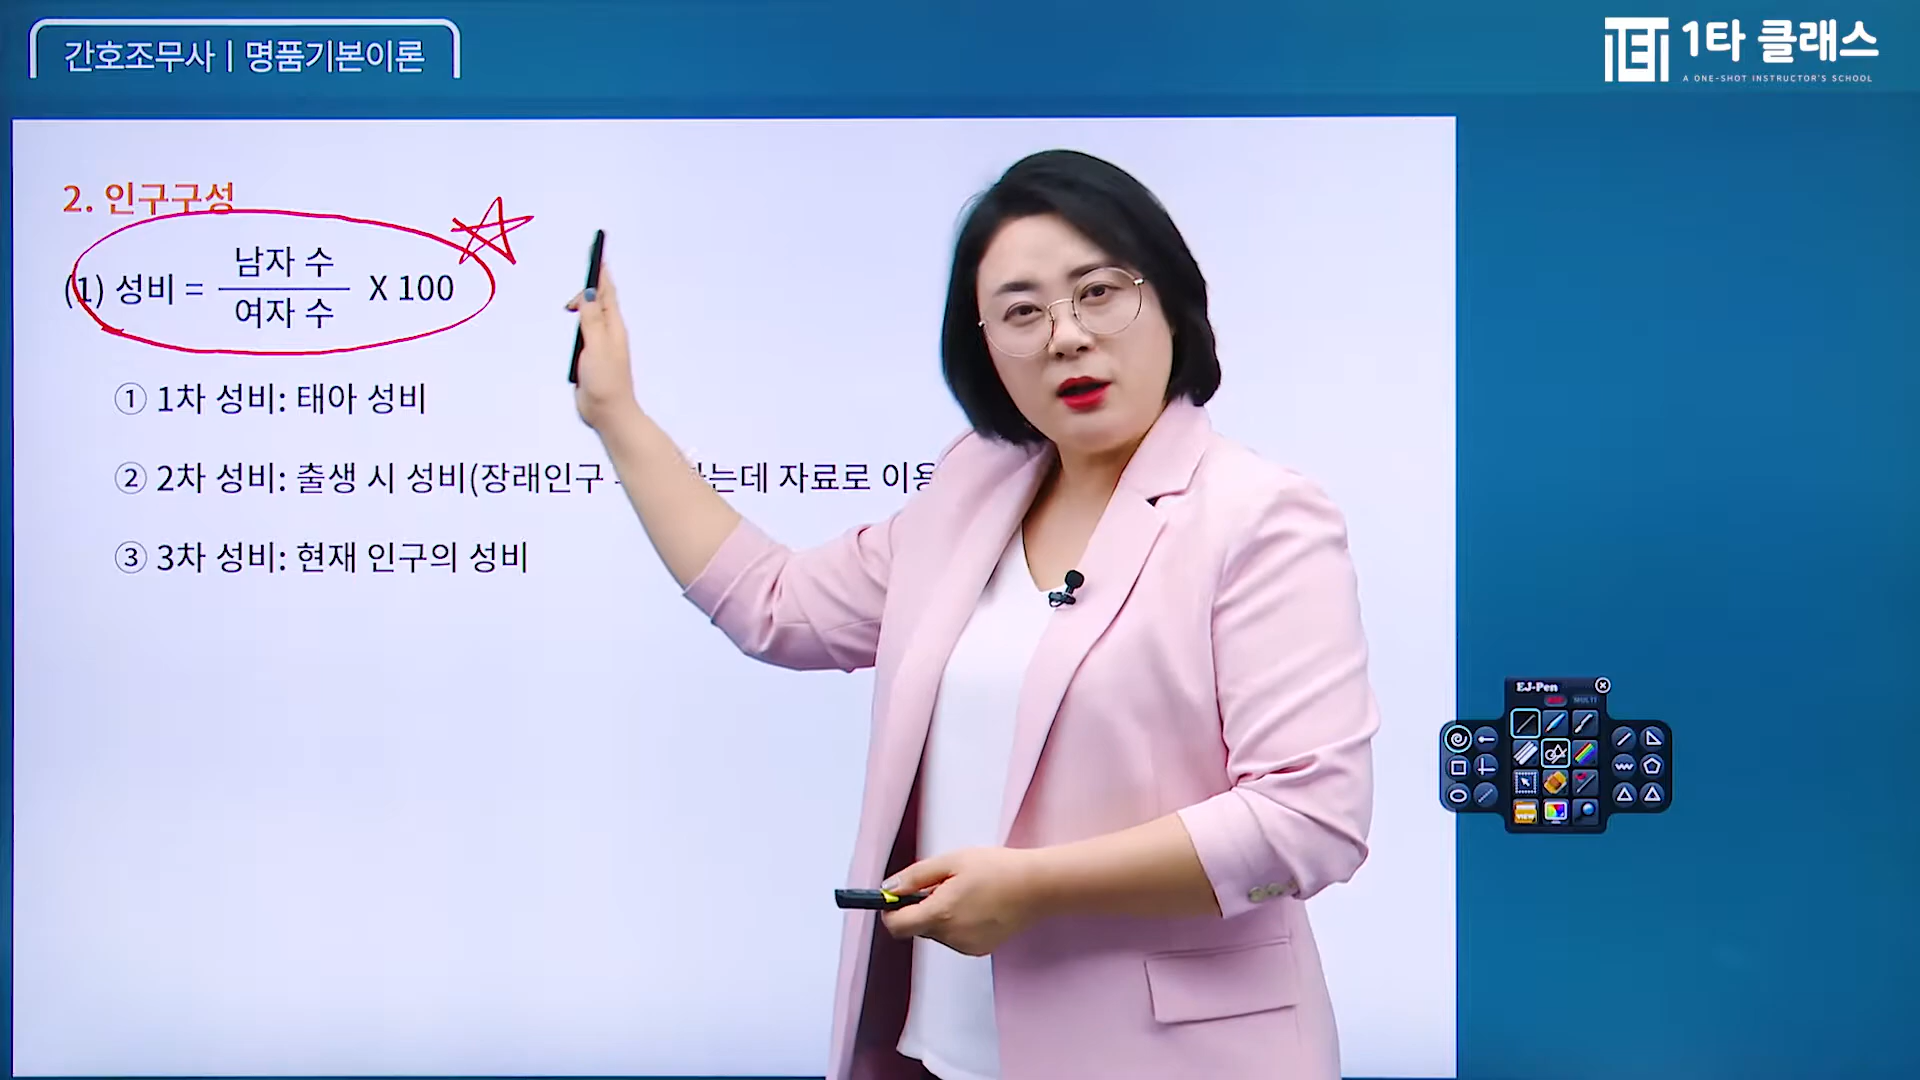 간호조무사 | 명품기본이론
1타 클래스
A ONE-SHOT INSTRUCTOR'S SCHOOL
2. 인구구성
(1) 성비 = 남자 수
여자 수
X 100
① 1차 성비: 태아 성비
② 2차 성비: 출생 시 성비(장래인구 는데 자료로
③ 3차 성비: 현재 인구의 성비
EJ-Pen
MULTI
VIEW